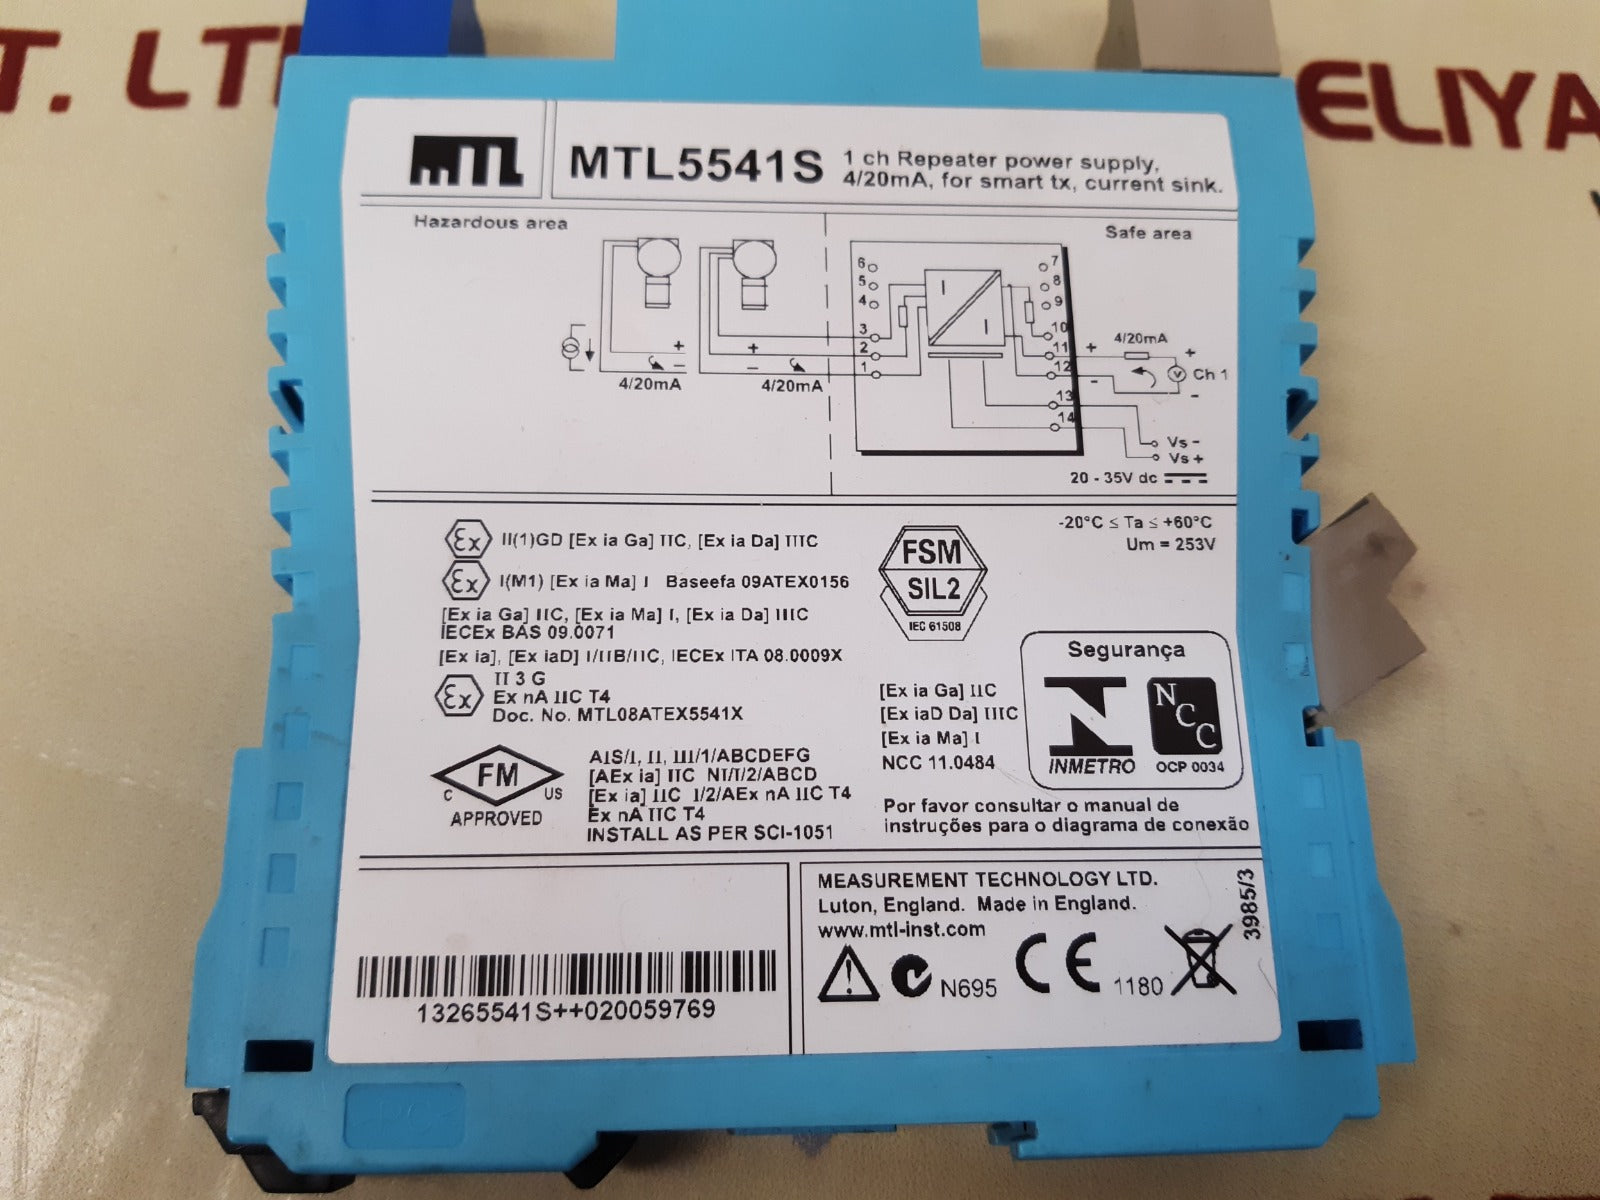 T. LT
ELIYA
MTL
MTL5541S
1 ch Repeater power supply,
4/20mA, for smart tx, current sink.
Hazardous area
Safe area
6
5
4
3
2
1
7
8
9
10
11
12
13
14
I
I
+
−
4/20mA
+
−
4/20mA
+
-
4/20mA
+
V
-
Ch 1
Vs -
Vs +
20 - 35V dc
Ex II(1)GD [Ex ia Ga] IIC, [Ex ia Da] IIIC
Ex I(M1) [Ex ia Ma] I Baseefa 09ATEX0156
[Ex ia Ga] IIC, [Ex ia Ma] I, [Ex ia Da] IIIC
IECEx BAS 09.0071
[Ex ia], [Ex iaD] I/IIB/IIC, IECEx ITA 08.0009X
Ex
II 3 G
Ex nA IIC T4
Doc. No. MTL08ATEX5541X
FM
C US
APPROVED
AIS/I, II, III/1/ABCDEFG
[AEx ia] IIC NI/I/2/ABCD
[Ex ia] IIC I/2/AEx nA IIC T4
Ex nA IIC T4
INSTALL AS PER SCI-1051
FSM
SIL2
IEC 61508
-20°C ≤ Ta ≤ +60°C
Um = 253V
[Ex ia Ga] IIC
[Ex iaD Da] IIIC
[Ex ia Ma] I
NCC 11.0484
Segurança
INMETRO
NCC
OCP 0034
Por favor consultar o manual de
instruções para o diagrama de conexão
13265541S++020059769
MEASUREMENT TECHNOLOGY LTD.
Luton, England. Made in England.
www.mtl-inst.com
N695
CE
1180
3985/3
>PC<